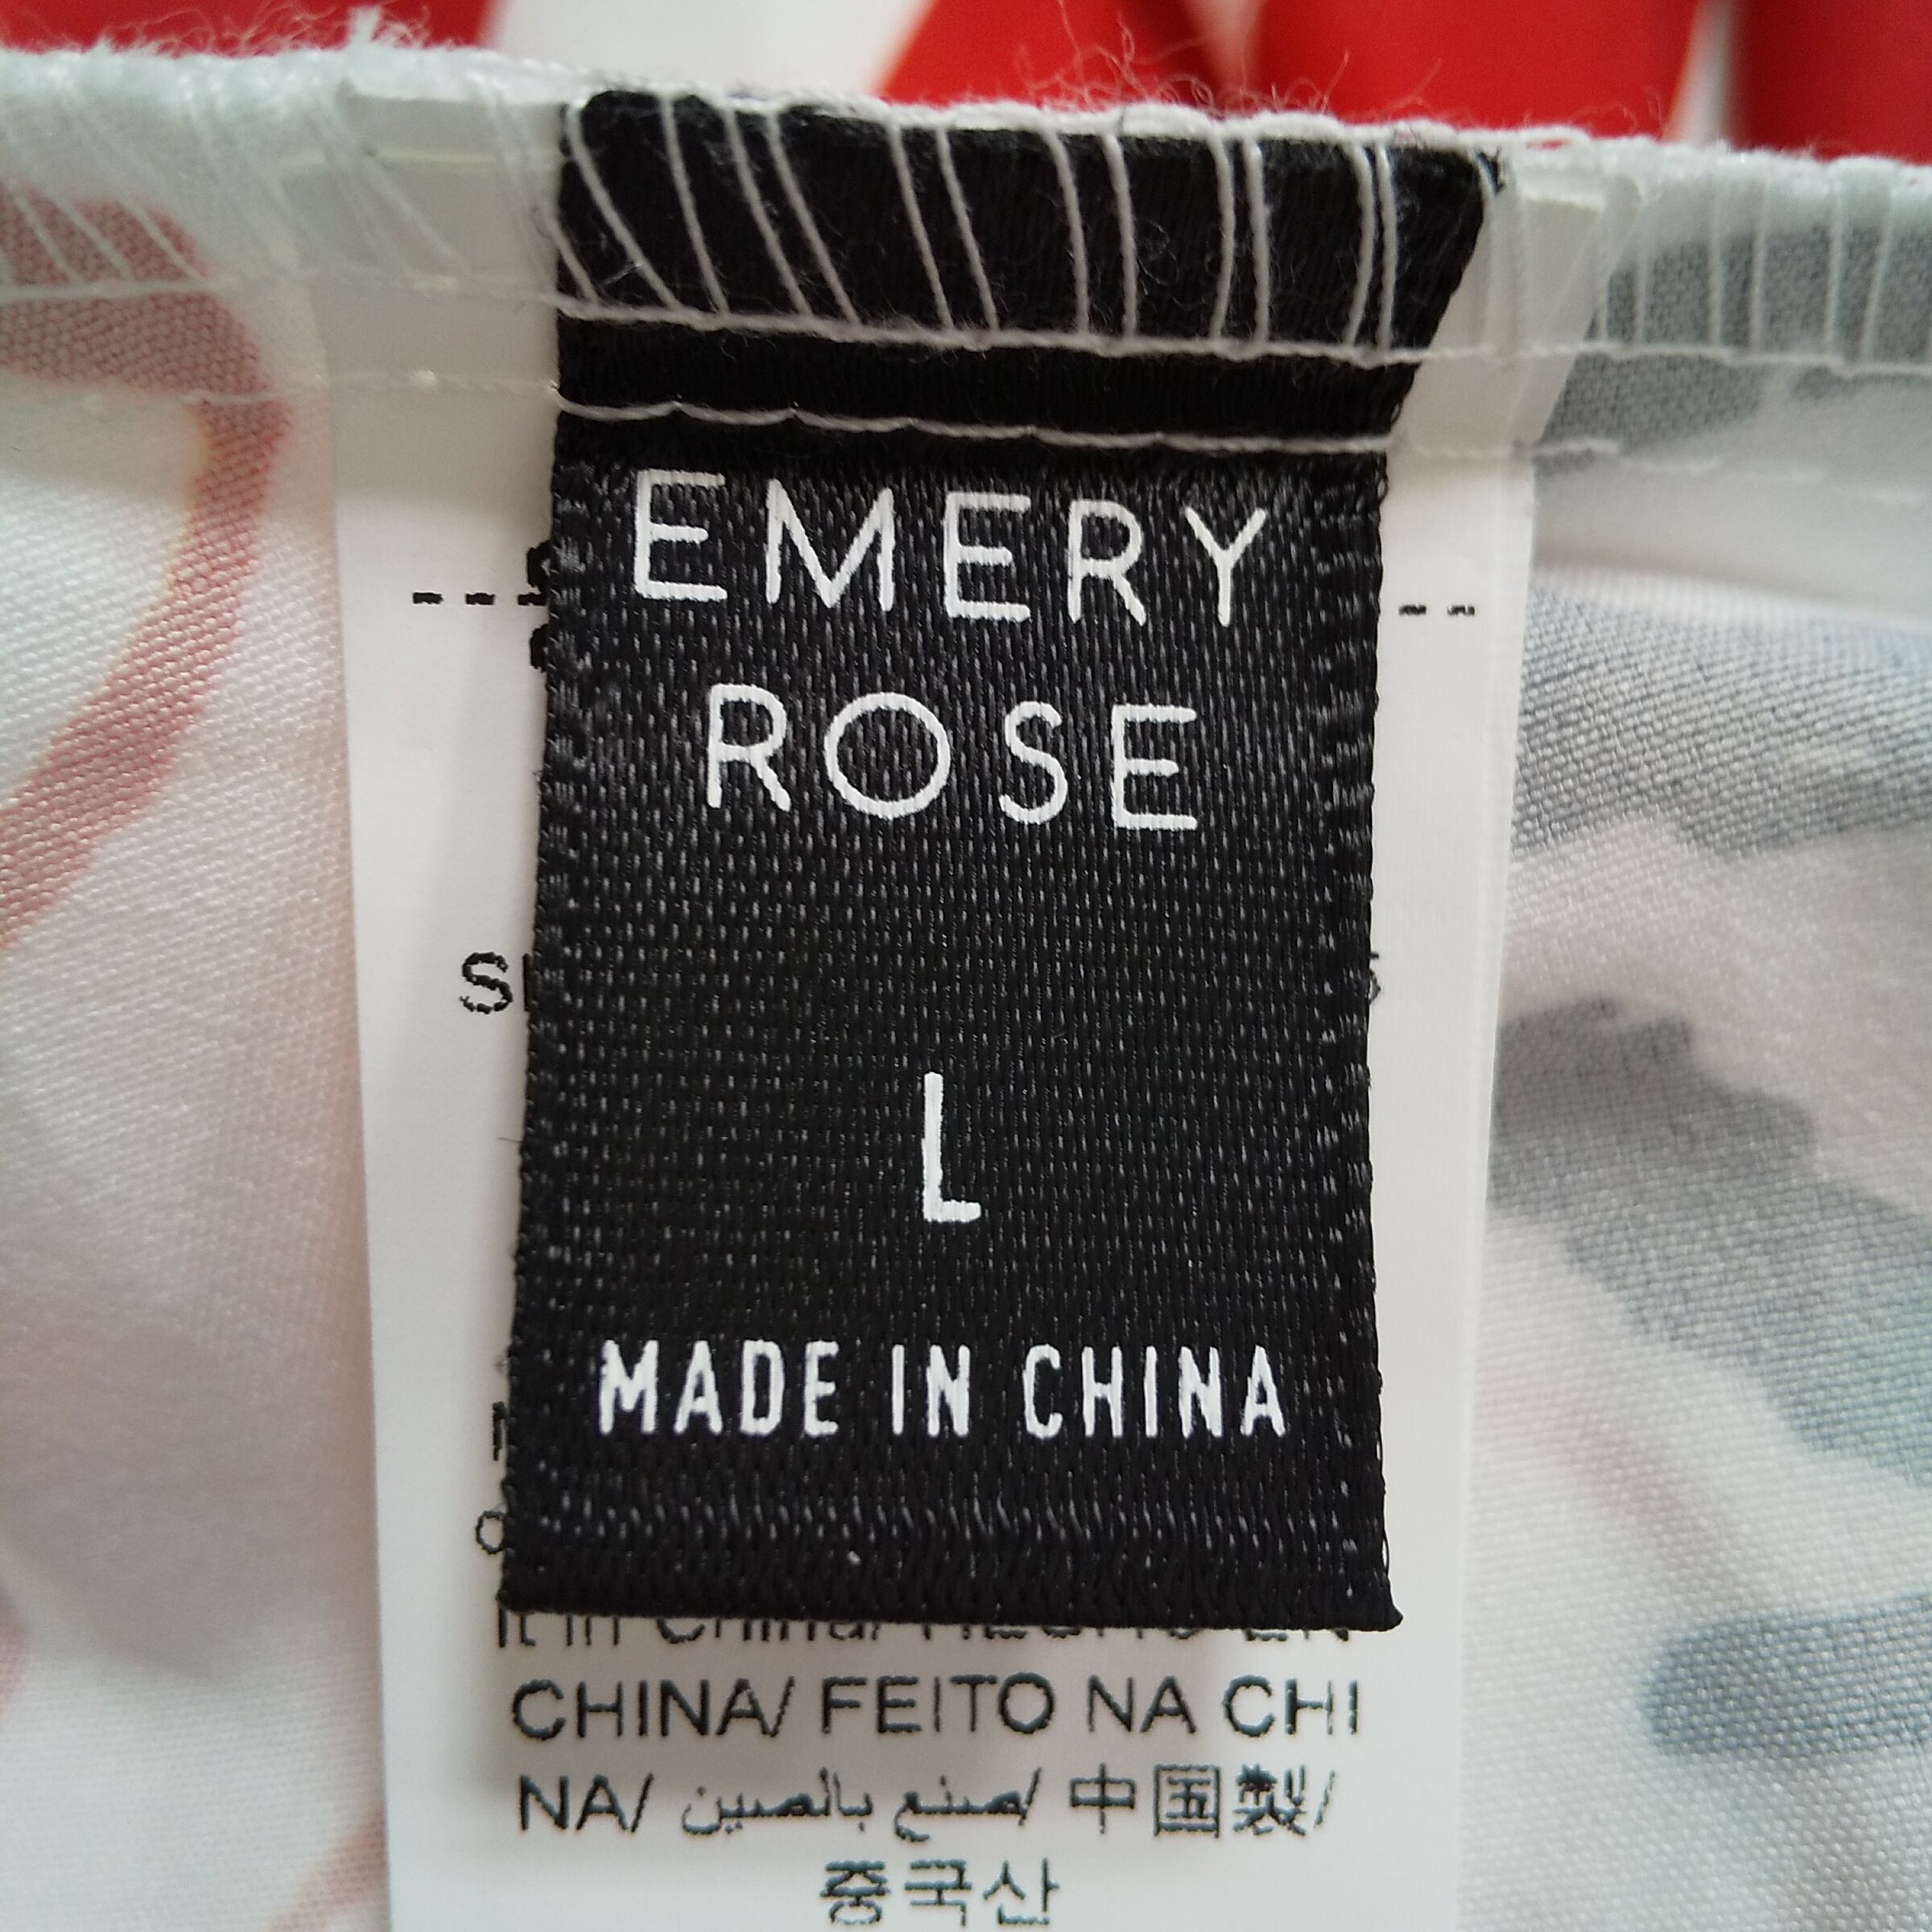 EMERY
ROSE
L
MADE IN CHINA
CHINA/ FEITO NA CHI
NA/ صنع بالصين/ 中国製/
중국산